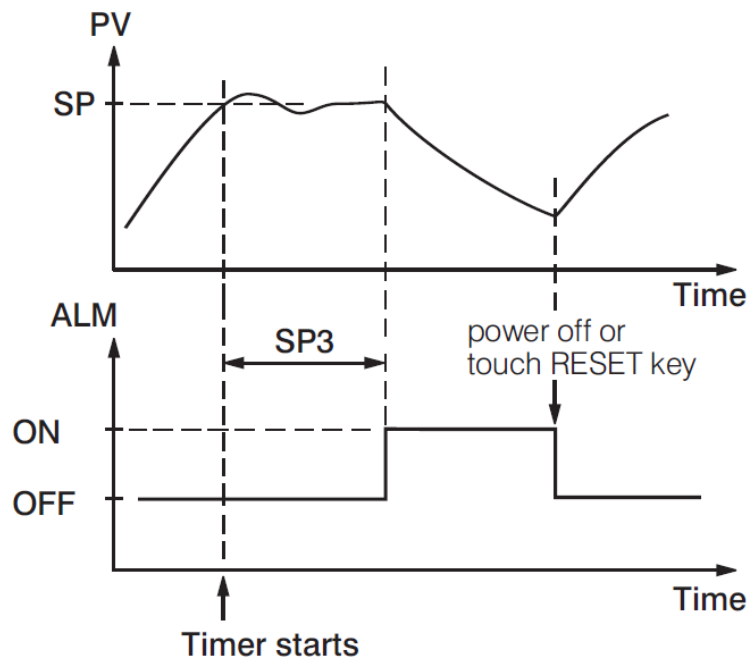 PV
SP
Time
ALM
SP3
power off or
touch RESET key
ON
OFF
Time
Timer starts